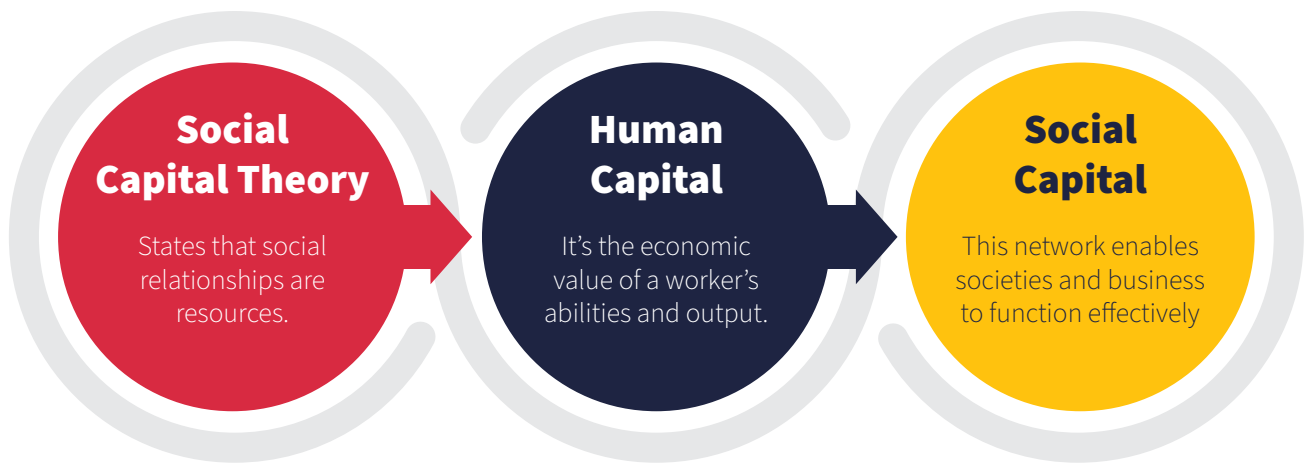 Social
Capital Theory
States that social
relationships are
resources.
Human
Capital
It’s the economic
value of a worker’s
abilities and output.
Social
Capital
This network enables
societies and business
to function effectively